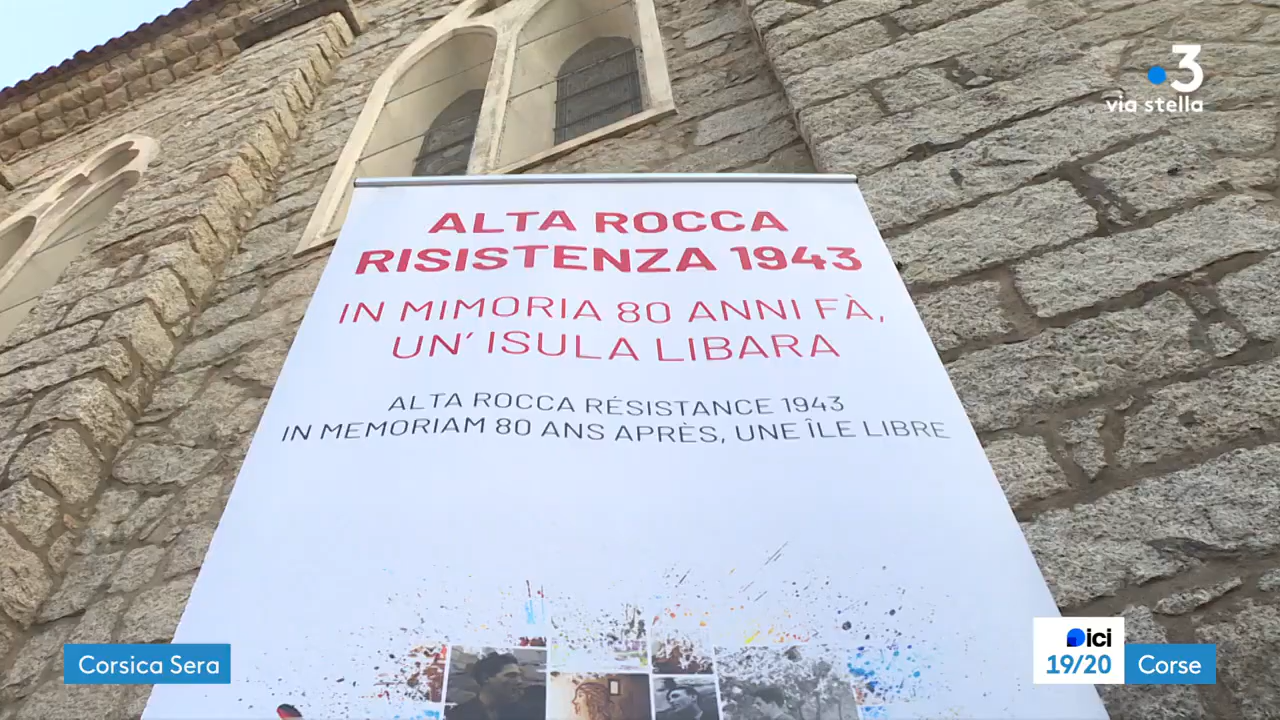 3
via stella
ALTA ROCCA
RISISTENZA 1943
IN MIMORIA 80 ANNI FÀ,
UN' ISULA LIBARA
ALTA ROCCA RÉSISTANCE 1943
IN MEMORIAM 80 ANS APRÈS, UNE ÎLE LIBRE
Corsica Sera
ici
19/20
Corse